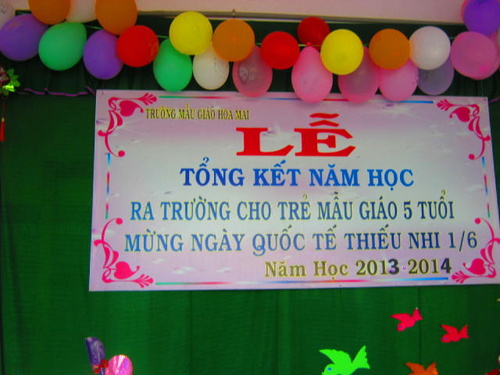 TRƯỜNG MẪU GIÁO HOA MAI
LỄ
TỔNG KẾT NĂM HỌC
RA TRƯỜNG CHO TRẺ MẪU GIÁO 5 TUỔI
MỪNG NGÀY QUỐC TẾ THIẾU NHI 1/6
Năm Học 2013-2014